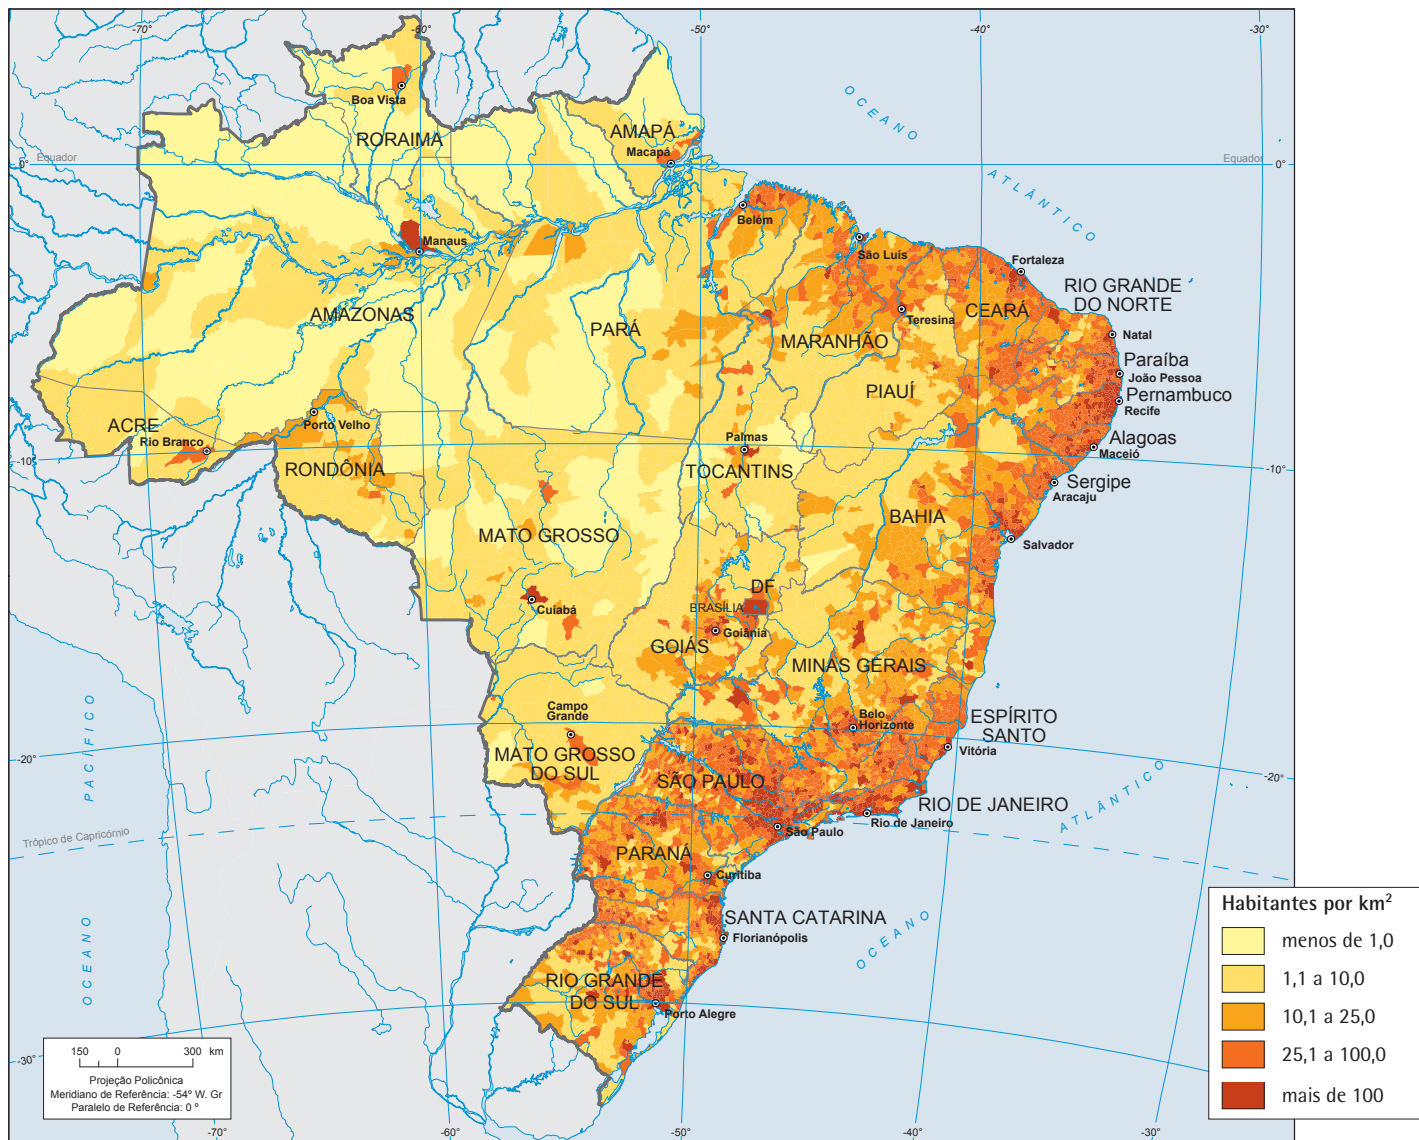 -70°
-60°
-50°
-40°
-30°
OCEANO
ATLÂNTICO
Boa Vista
RORAIMA
AMAPÁ
Macapá
Equador
0°
Equador
0°
Belém
Manaus
São Luís
Fortaleza
RIO GRANDE
DO NORTE
AMAZONAS
PARÁ
Teresina
CEARÁ
Natal
MARANHÃO
Paraíba
João Pessoa
PIAUÍ
Pernambuco
Recife
ACRE
Rio Branco
Porto Velho
Palmas
Alagoas
Maceió
-10°
RONDÔNIA
TOCANTINS
-10°
Sergipe
Aracaju
BAHIA
MATO GROSSO
Salvador
DF
BRASÍLIA
Cuiabá
Goiânia
GOIÁS
MINAS GERAIS
Campo
Grande
Belo
Horizonte
ESPÍRITO
SANTO
Vitória
MATO GROSSO
DO SUL
-20°
-20°
SÃO PAULO
RIO DE JANEIRO
Rio de Janeiro
São Paulo
PACÍFICO
ATLÂNTICO
Trópico de Capricórnio
PARANÁ
Curitiba
SANTA CATARINA
Florianópolis
OCEANO
OCEANO
RIO GRANDE
DO SUL
Porto Alegre
Habitantes por km²
menos de 1,0
1,1 a 10,0
10,1 a 25,0
25,1 a 100,0
mais de 100
-30°
150 0 300 km
Projeção Policônica
Meridiano de Referência: -54° W. Gr
Paralelo de Referência: 0 °
-70°
-60°
-50°
-40°
-30°